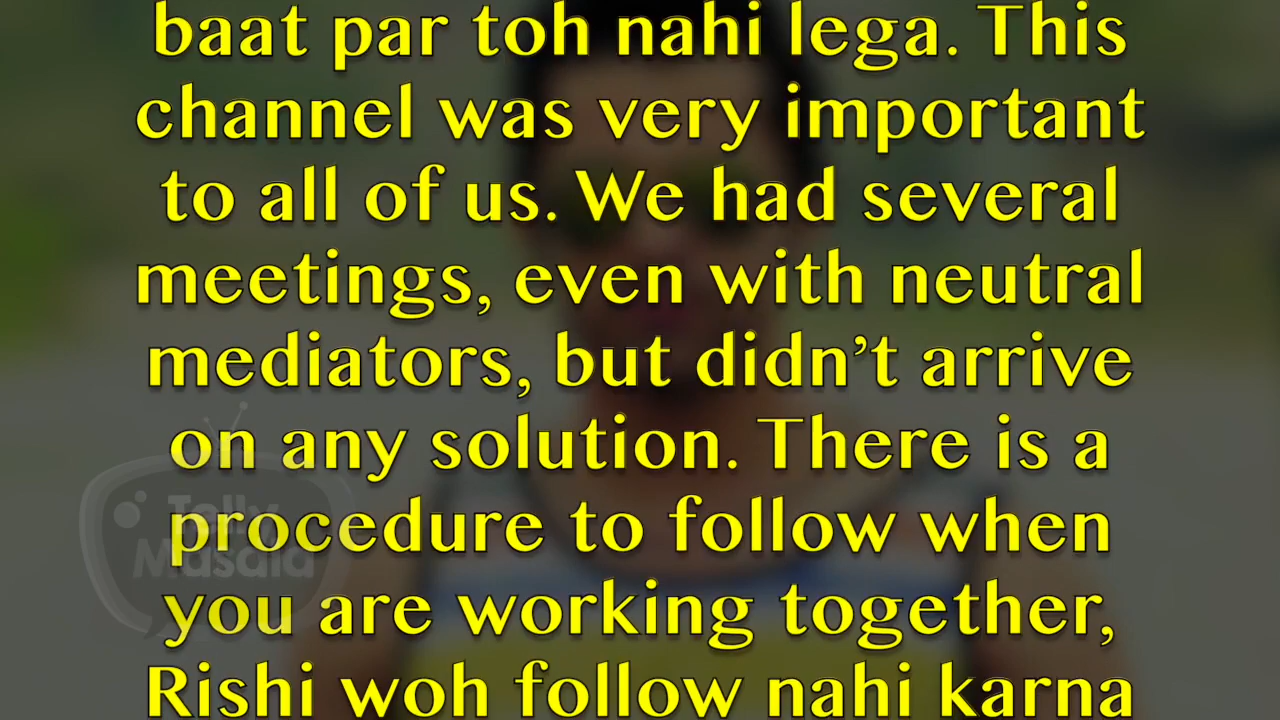 baat par toh nahi lega. This
channel was very important
to all of us. We had several
meetings, even with neutral
mediators, but didn’t arrive
on any solution. There is a
procedure to follow when
you are working together,
Rishi woh follow nahi karna
Telly
Masala